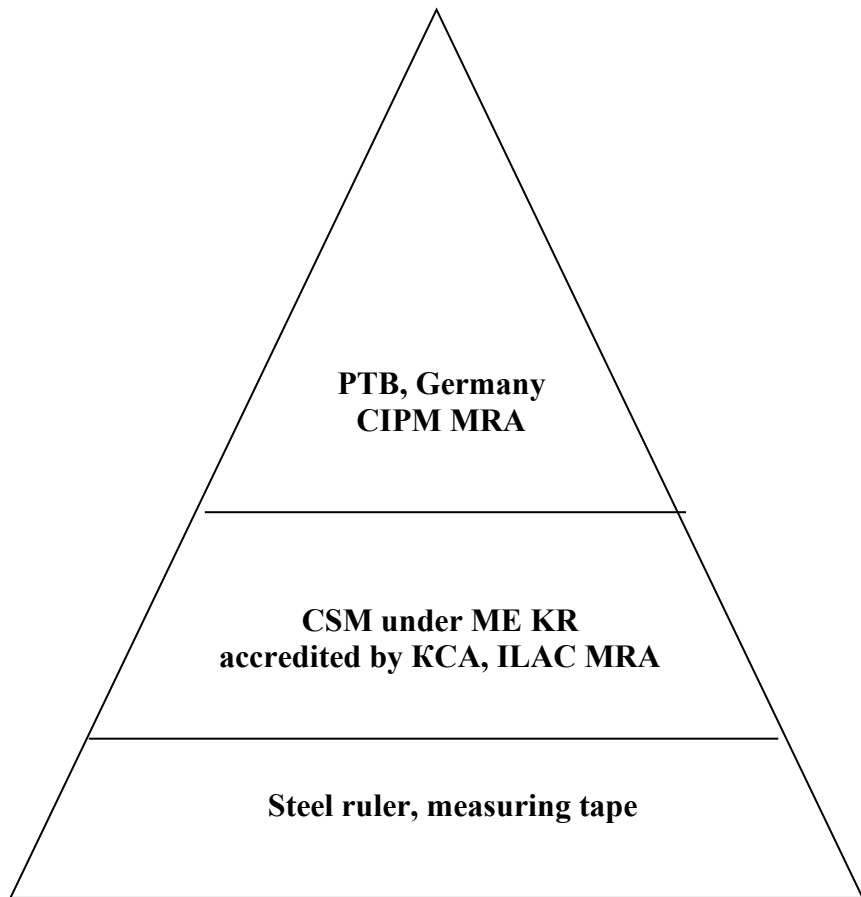 PTB, Germany
CIPM MRA
CSM under ME KR
accredited by КСА, ILAC MRA
Steel ruler, measuring tape